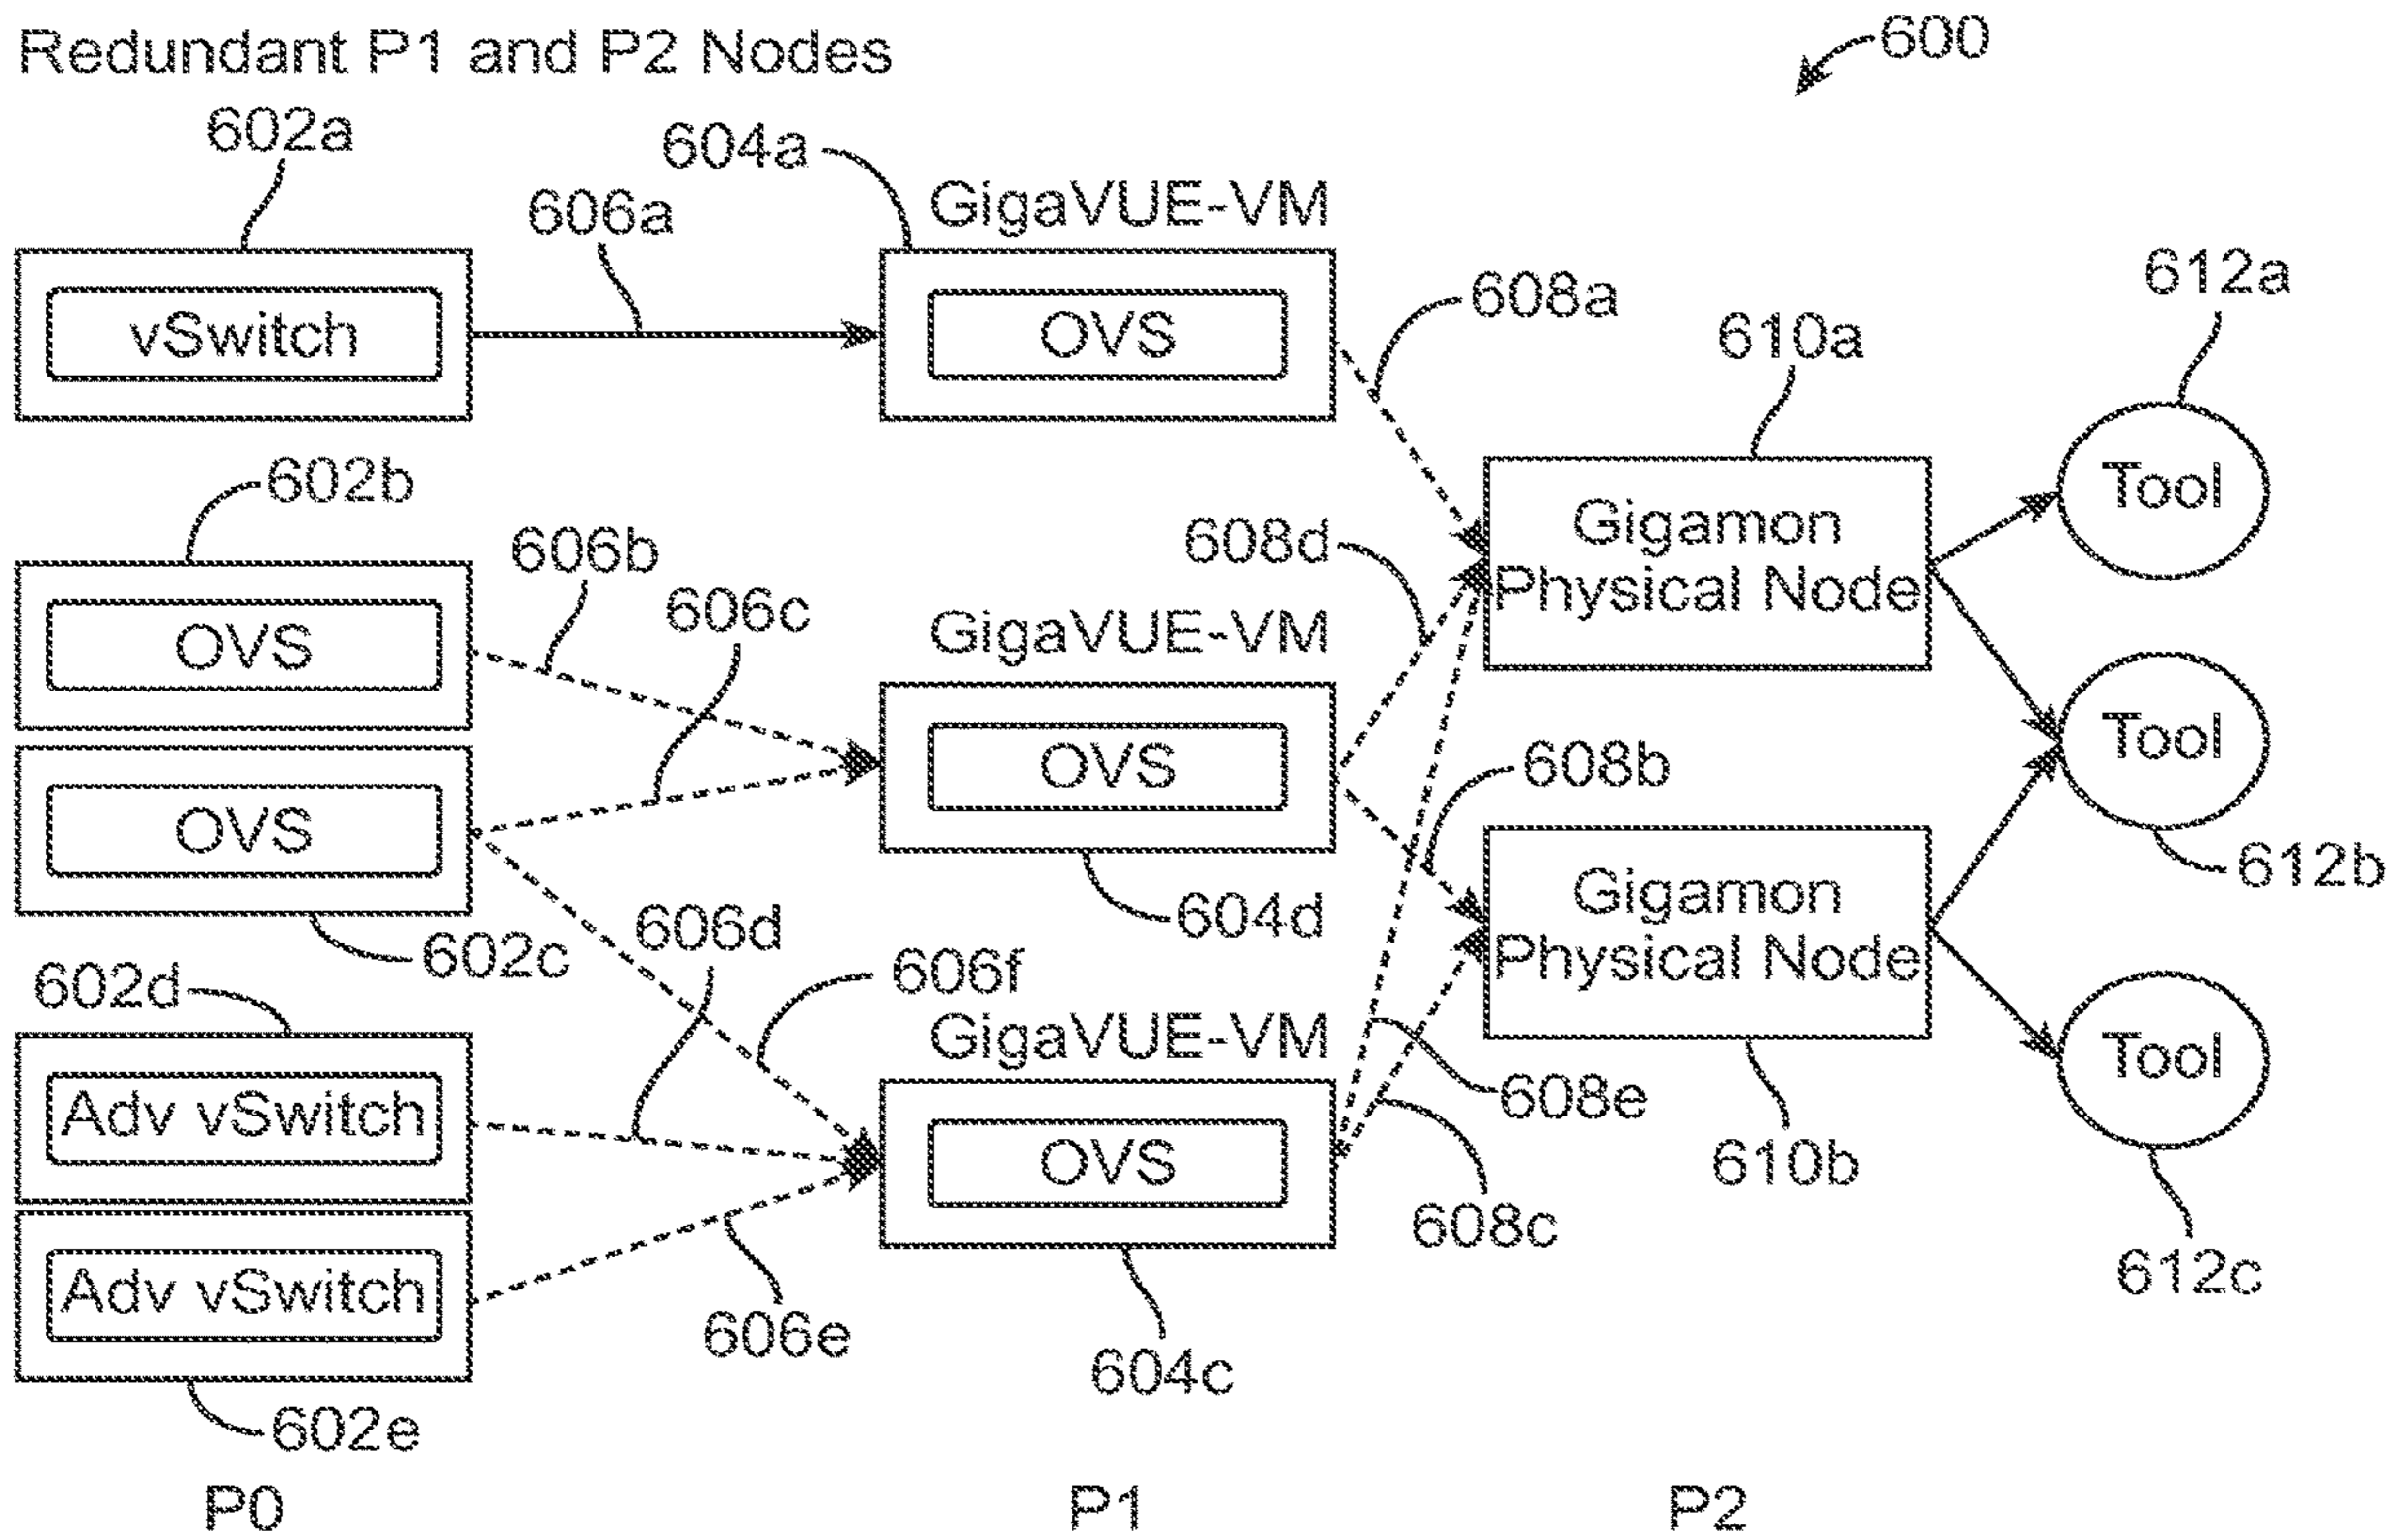 Redundant P1 and P2 Nodes
600
602a
604a
GigaVUE-VM
606a
612a
608a
vSwitch
OVS
610a
602b
Tool
606b
608d
Gigamon
Physical Node
606c
GigaVUE-VM
OVS
Tool
OVS
608b
OVS
612b
Gigamon
Physical Node
604d
606d
602c
606f
602d
GigaVUE-VM
Tool
608e
Adv vSwitch
OVS
610b
608c
612c
Adv vSwitch
606e
604c
602e
P0
P1
P2